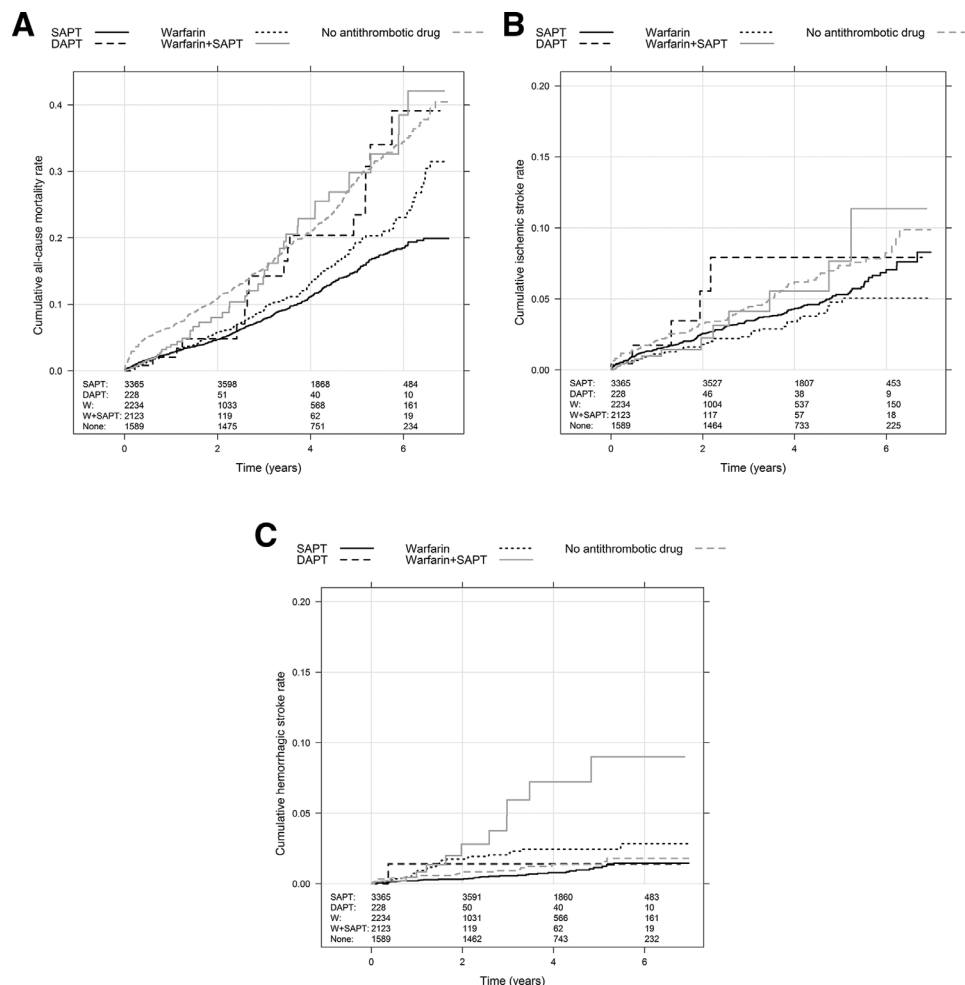 A
SAPT Warfarin No antithrombotic drug
DAPT Warfarin+SAPT
Cumulative all-cause mortality rate
0.4
0.3
0.2
0.1
0.0
SAPT: 3365 3598 1868 484
DAPT: 228 51 40 10
W: 2234 1033 568 161
W+SAPT: 2123 119 62 19
None: 1589 1475 751 234
0 2 4 6
Time (years)
B
SAPT Warfarin No antithrombotic drug
DAPT Warfarin+SAPT
Cumulative ischemic stroke rate
0.20
0.15
0.10
0.05
0.00
SAPT: 3365 3527 1807 453
DAPT: 228 46 38 9
W: 2234 1004 537 150
W+SAPT: 2123 117 57 18
None: 1589 1464 733 225
0 2 4 6
Time (years)
C
SAPT Warfarin No antithrombotic drug
DAPT Warfarin+SAPT
Cumulative hemorrhagic stroke rate
0.20
0.15
0.10
0.05
0.00
SAPT: 3365 3591 1860 483
DAPT: 228 50 40 10
W: 2234 1031 566 161
W+SAPT: 2123 119 62 19
None: 1589 1462 743 232
0 2 4 6
Time (years)